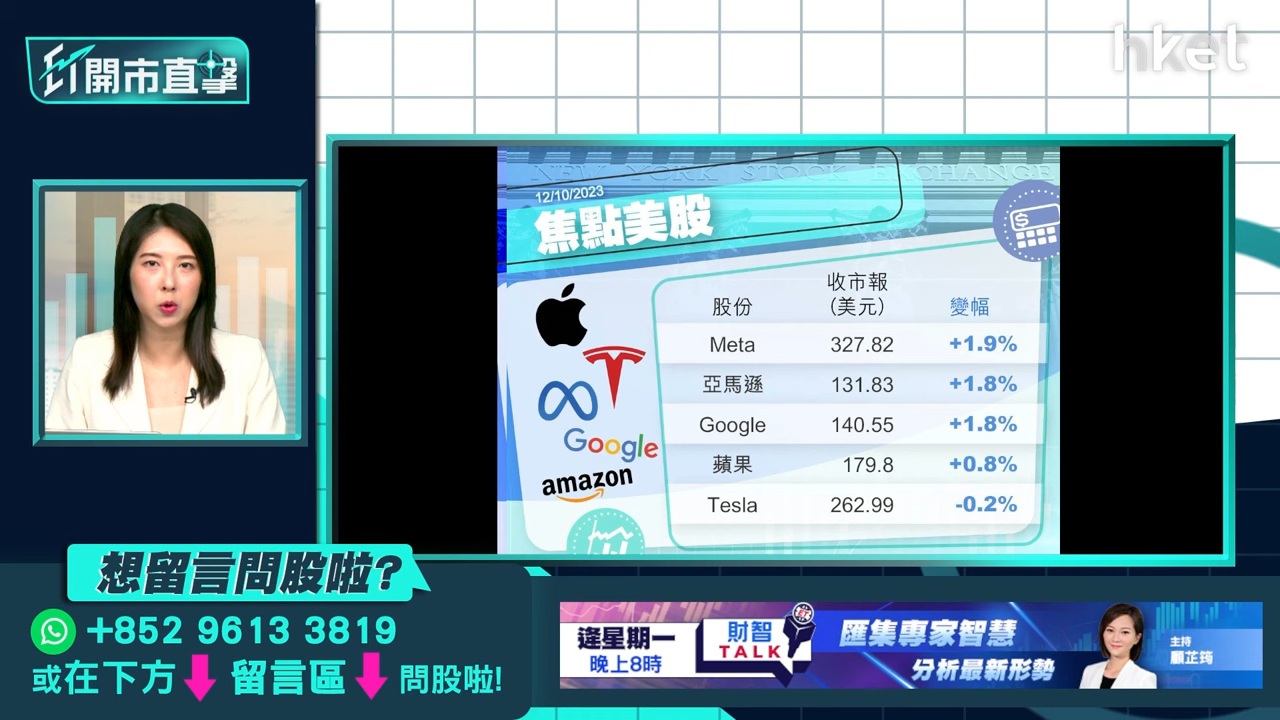 ET開市直擊
hket
NEW YORK STOCK EXCHANGE
12/10/2023
焦點美股
$
股份 收市報(美元) 變幅
Meta 327.82 +1.9%
亞馬遜 131.83 +1.8%
Google 140.55 +1.8%
蘋果 179.8 +0.8%
Tesla 262.99 -0.2%
Google
amazon
想留言問股啦?
+852 9613 3819
或在下方 留言區 問股啦!
逢星期一
晚上8時
財智
TALK
匯集專家智慧
分析最新形勢
主持
顧芷筠